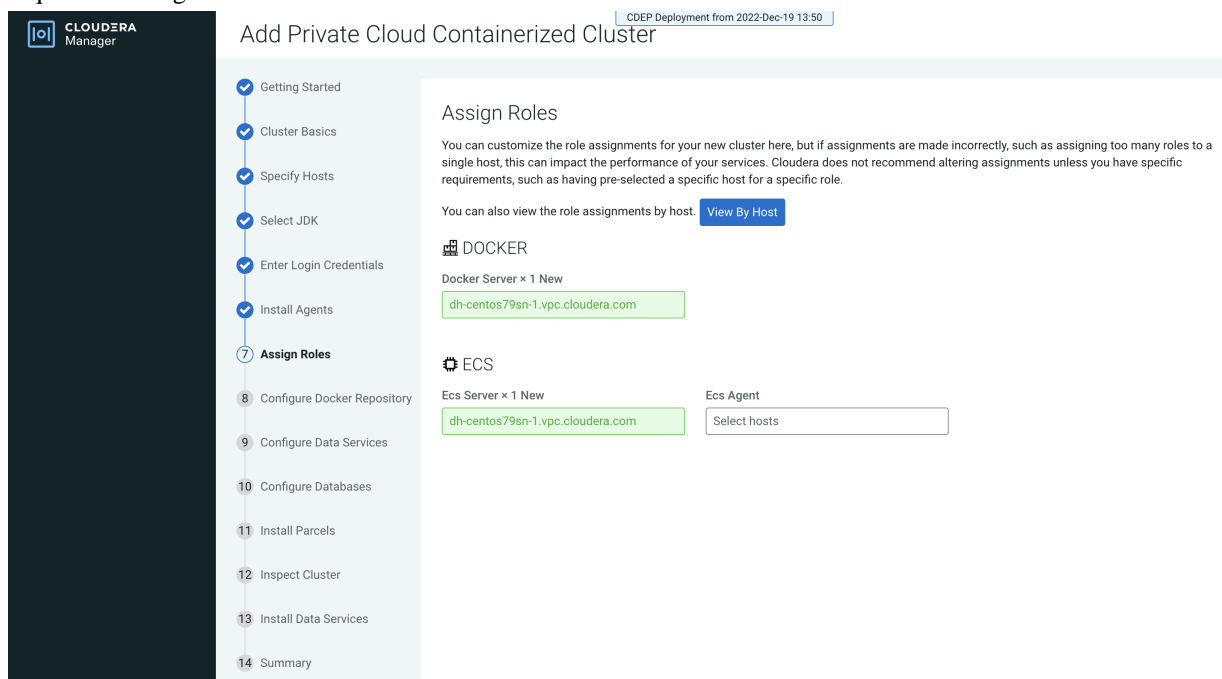 CLOUDERA
Manager
CDEP Deployment from 2022-Dec-19 13:50
Add Private Cloud Containerized Cluster
Getting Started
Cluster Basics
Specify Hosts
Select JDK
Enter Login Credentials
Install Agents
7 Assign Roles
8 Configure Docker Repository
9 Configure Data Services
10 Configure Databases
11 Install Parcels
12 Inspect Cluster
13 Install Data Services
14 Summary
Assign Roles
You can customize the role assignments for your new cluster here, but if assignments are made incorrectly, such as assigning too many roles to a
single host, this can impact the performance of your services. Cloudera does not recommend altering assignments unless you have specific
requirements, such as having pre-selected a specific host for a specific role.
You can also view the role assignments by host. View By Host
DOCKER
Docker Server × 1 New
dh-centos79sn-1.vpc.cloudera.com
ECS
Ecs Server × 1 New Ecs Agent
dh-centos79sn-1.vpc.cloudera.com Select hosts